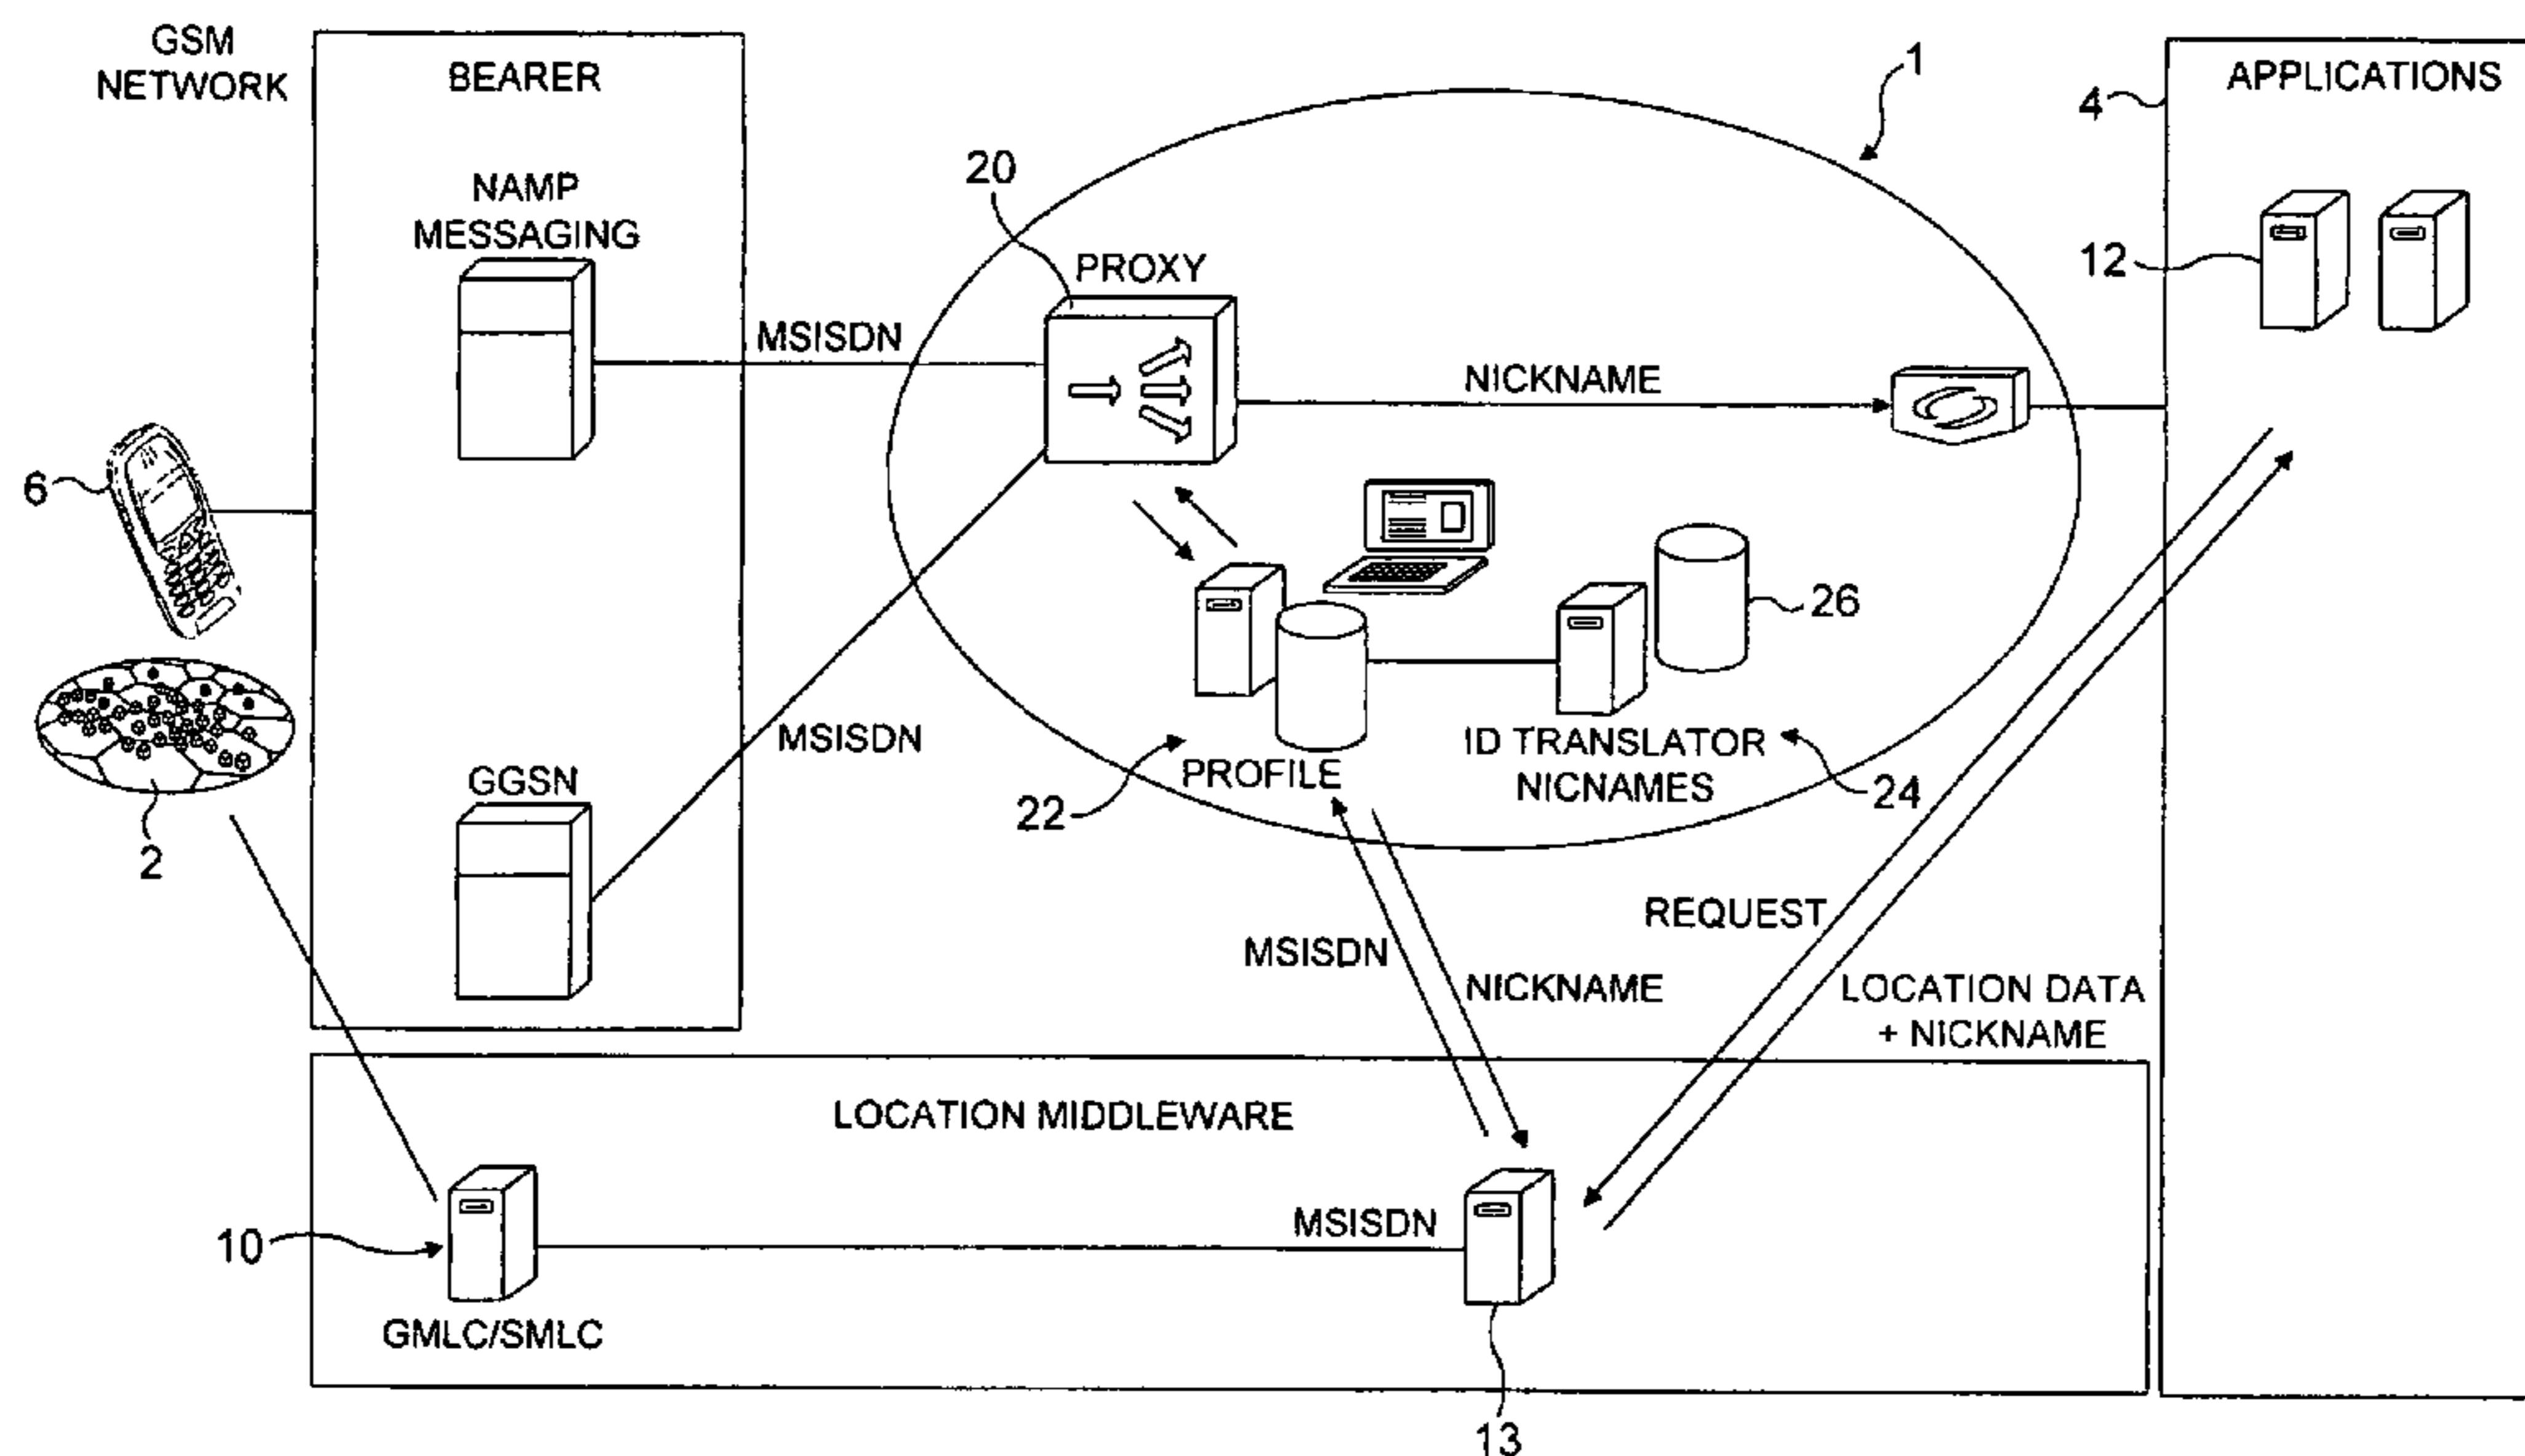 GSM
NETWORK
BEARER
1
APPLICATIONS
4
NAMP
MESSAGING
20
PROXY
12
MSISDN
NICKNAME
6
26
MSISDN
ID TRANSLATOR
NICNAMES
24
PROFILE
22
GGSN
2
REQUEST
MSISDN
NICKNAME
LOCATION DATA
+ NICKNAME
LOCATION MIDDLEWARE
MSISDN
10
GMLC/SMLC
13